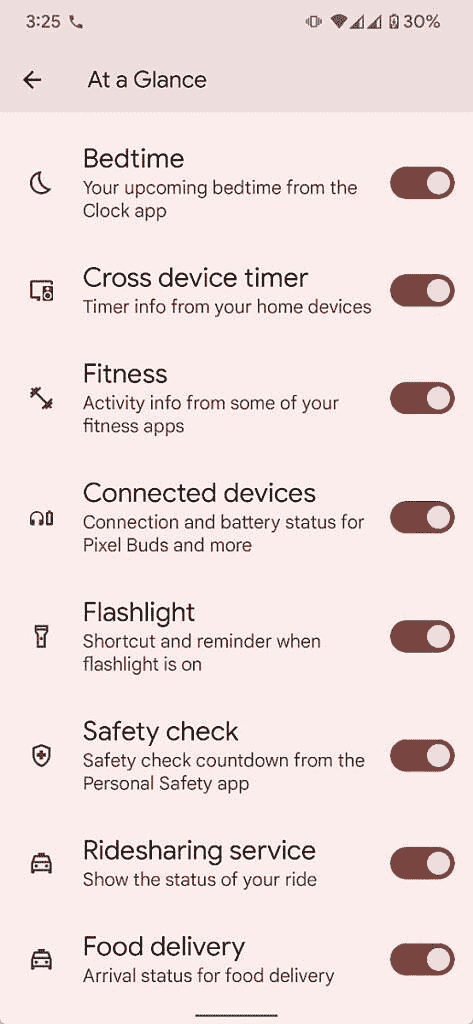 3:25 30%
At a Glance
Bedtime
Your upcoming bedtime from the
Clock app
Cross device timer
Timer info from your home devices
Fitness
Activity info from some of your
fitness apps
Connected devices
Connection and battery status for
Pixel Buds and more
Flashlight
Shortcut and reminder when
flashlight is on
Safety check
Safety check countdown from the
Personal Safety app
Ridesharing service
Show the status of your ride
Food delivery
Arrival status for food delivery